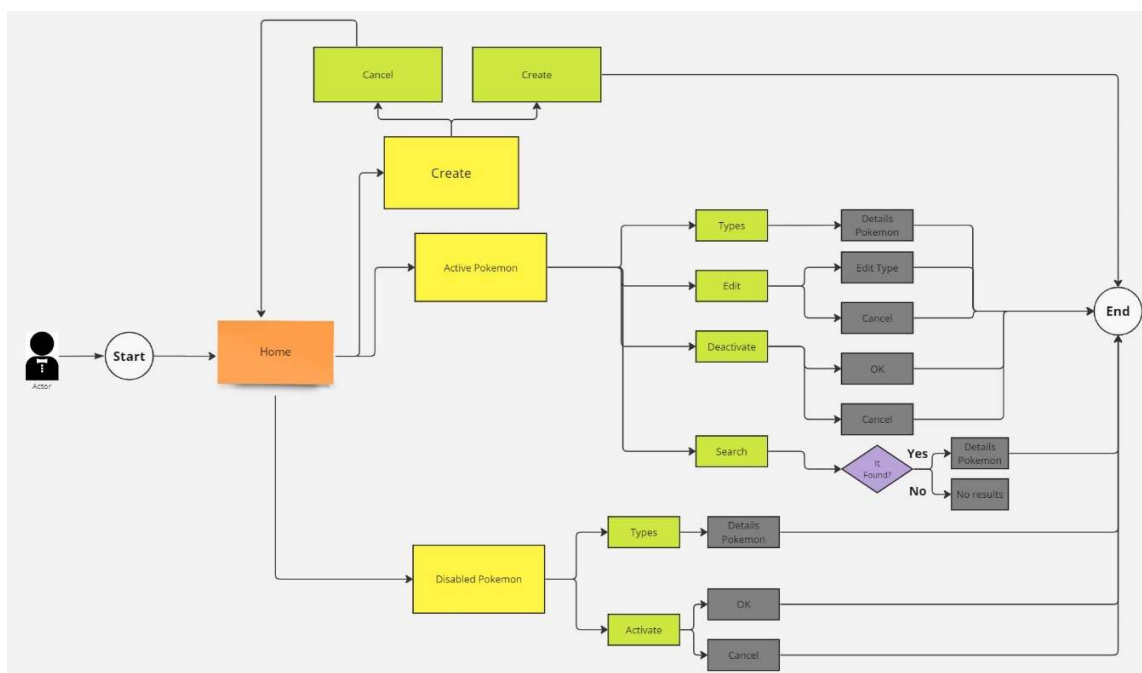 Cancel
Create
Create
Types
Details
Pokemon
Active Pokemon
Edit
Edit Type
Cancel
End
Actor
Start
Home
Deactivate
OK
Cancel
Search
It
Found?
Yes
No
Details
Pokemon
No results
Disabled Pokemon
Types
Details
Pokemon
Activate
OK
Cancel